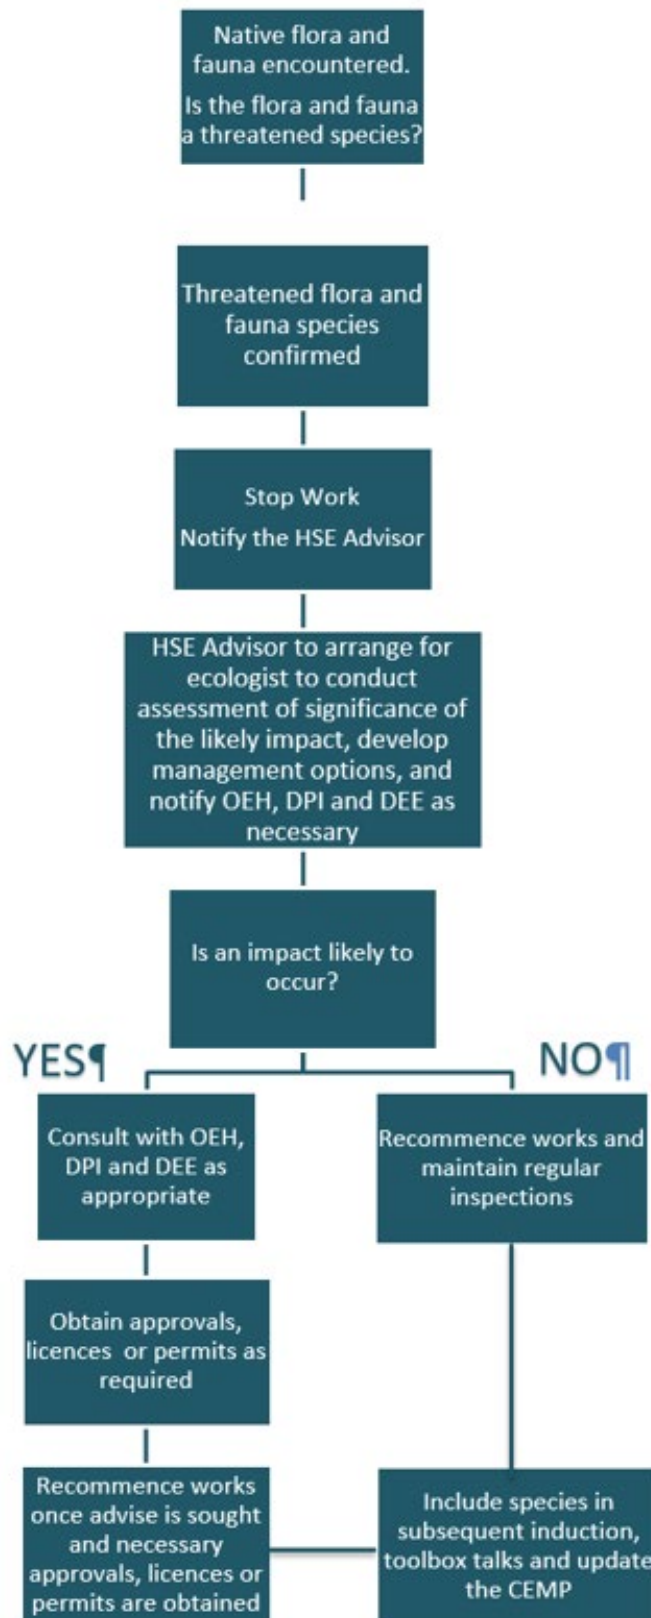 Native flora and
fauna encountered.
Is the flora and fauna
a threatened species?
Threatened flora and
fauna species
confirmed
Stop Work
Notify the HSE Advisor
HSE Advisor to arrange for
ecologist to conduct
assessment of significance of
the likely impact, develop
management options, and
notify OEH, DPI and DEE as
necessary
Is an impact likely to
occur?
YES¶
NO¶
Consult with OEH,
DPI and DEE as
appropriate
Recommence works and
maintain regular
inspections
Obtain approvals,
licences or permits as
required
Recommence works
once advise is sought
and necessary
approvals, licences or
permits are obtained
Include species in
subsequent induction,
toolbox talks and update
the CEMP